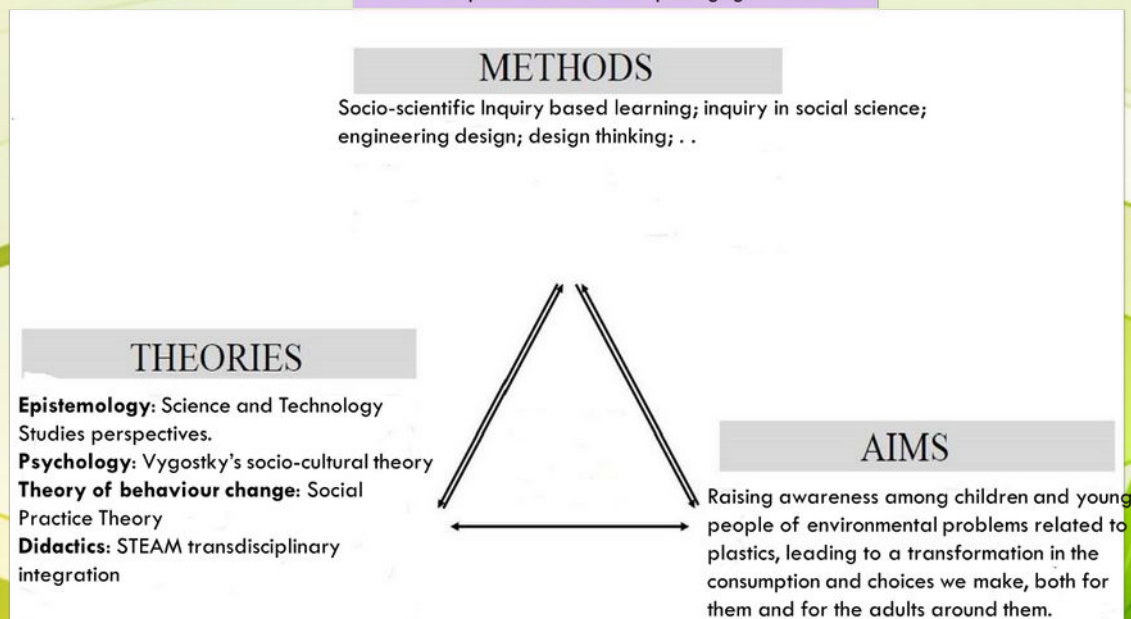 METHODS
Socio-scientific Inquiry based learning; inquiry in social science;
engineering design; design thinking; . .
THEORIES
Epistemology: Science and Technology
Studies perspectives.
Psychology: Vygostky's socio-cultural theory
Theory of behaviour change: Social
Practice Theory
Didactics: STEAM transdisciplinary
integration
AIMS
Raising awareness among children and young
people of environmental problems related to
plastics, leading to a transformation in the
consumption and choices we make, both for
them and for the adults around them.